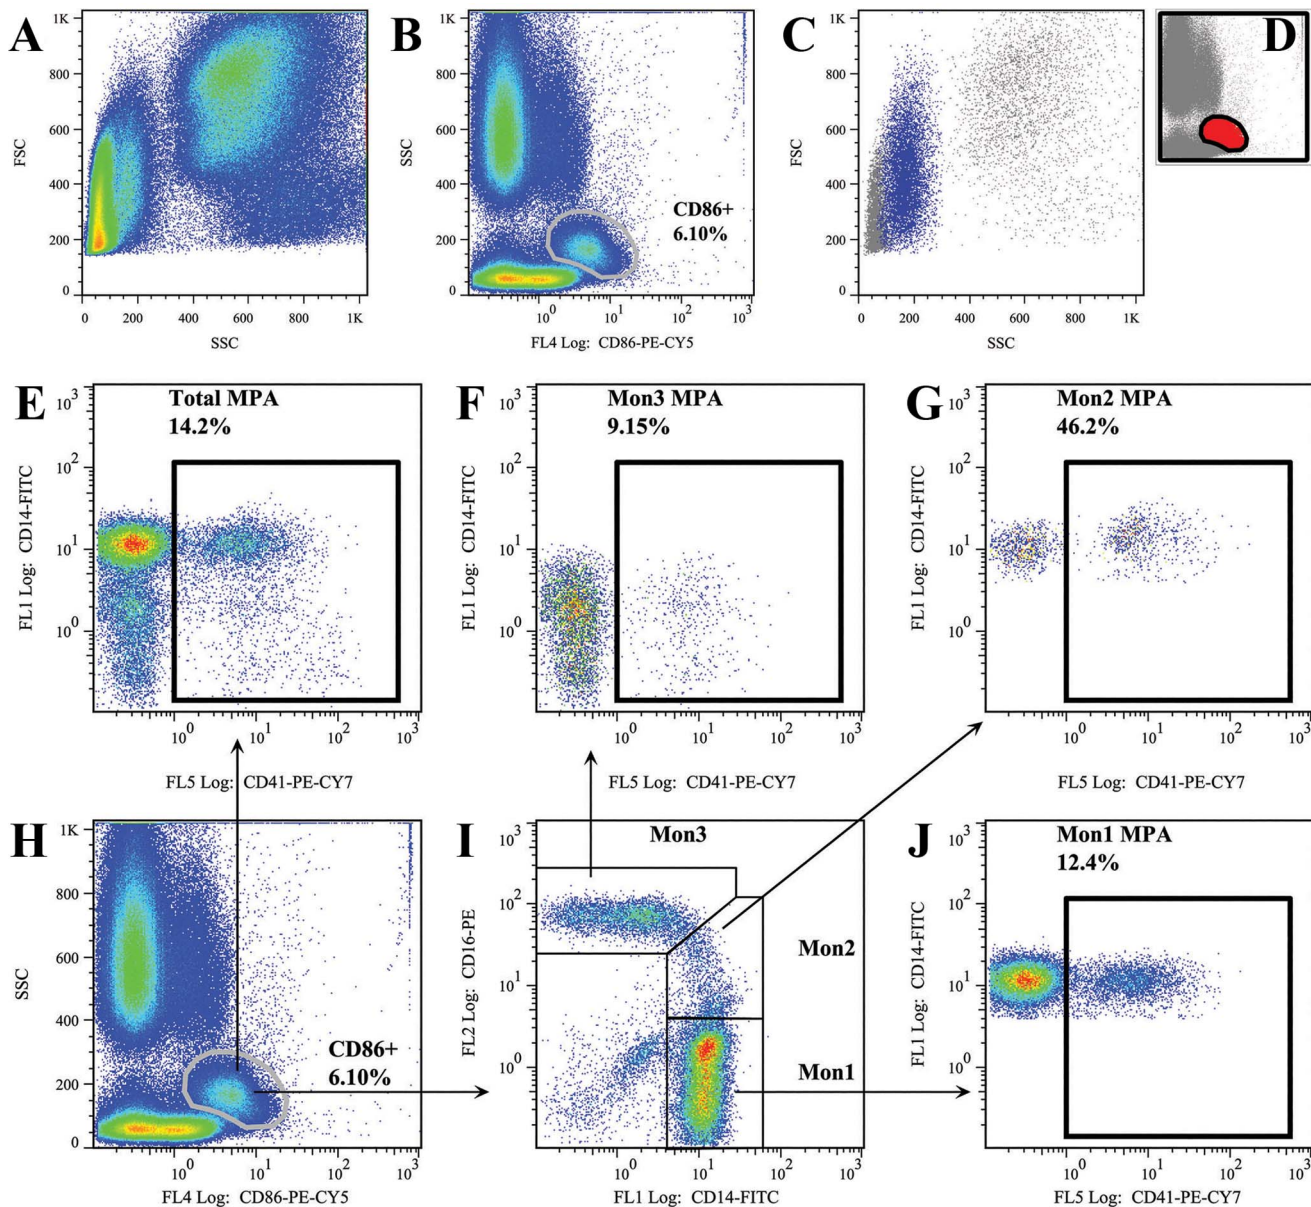 A
1K
800
600
400
200
0
FSC
0 200 400 600 800 1K
SSC
B
1K
800
600
400
200
0
SSC
CD86+
6.10%
10^0 10^1 10^2 10^3
FL4 Log: CD86-PE-CY5
C
1K
800
600
400
200
0
FSC
0 200 400 600 800 1K
SSC
D
E
Total MPA
14.2%
10^3
10^2
10^1
10^0
FL1 Log: CD14-FITC
10^0 10^1 10^2 10^3
FL5 Log: CD41-PE-CY7
F
Mon3 MPA
9.15%
10^3
10^2
10^1
10^0
FL1 Log: CD14-FITC
10^0 10^1 10^2 10^3
FL5 Log: CD41-PE-CY7
G
Mon2 MPA
46.2%
10^3
10^2
10^1
10^0
FL1 Log: CD14-FITC
10^0 10^1 10^2 10^3
FL5 Log: CD41-PE-CY7
H
1K
800
600
400
200
0
SSC
CD86+
6.10%
10^0 10^1 10^2 10^3
FL4 Log: CD86-PE-CY5
I
Mon3
Mon2
Mon1
10^3
10^2
10^1
10^0
FL2 Log: CD16-PE
10^0 10^1 10^2 10^3
FL1 Log: CD14-FITC
J
Mon1 MPA
12.4%
10^3
10^2
10^1
10^0
FL1 Log: CD14-FITC
10^0 10^1 10^2 10^3
FL5 Log: CD41-PE-CY7